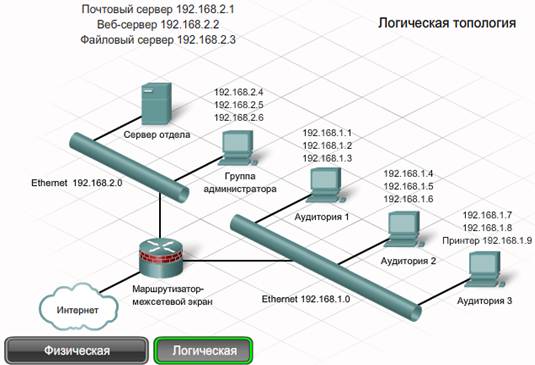 Почтовый сервер 192.168.2.1
Веб-сервер 192.168.2.2
Файловый сервер 192.168.2.3
Логическая топология
Сервер отдела
192.168.2.4
192.168.2.5
192.168.2.6
Группа
администратора
Ethernet 192.168.2.0
192.168.1.1
192.168.1.2
192.168.1.3
Аудитория 1
192.168.1.4
192.168.1.5
192.168.1.6
Аудитория 2
192.168.1.7
192.168.1.8
Принтер 192.168.1.9
Аудитория 3
Маршрутизатор-
межсетевой экран
Ethernet 192.168.1.0
Интернет
Физическая
Логическая